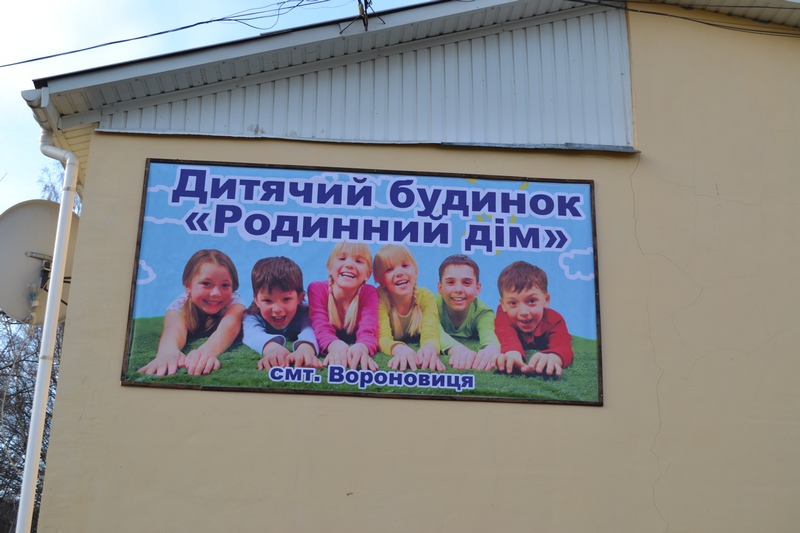 Дитячий будинок
«Родинний дім»
смт. Вороновиця